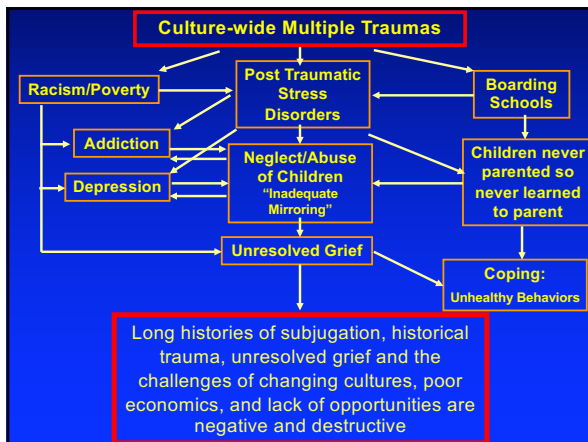 Culture-wide Multiple Traumas
Racism/Poverty
Post Traumatic
Stress
Disorders
Boarding
Schools
Addiction
Depression
Neglect/Abuse
of Children
“Inadequate
Mirroring”
Children never
parented so
never learned
to parent
Unresolved Grief
Coping:
Unhealthy Behaviors
Long histories of subjugation, historical
trauma, unresolved grief and the
challenges of changing cultures, poor
economics, and lack of opportunities are
negative and destructive